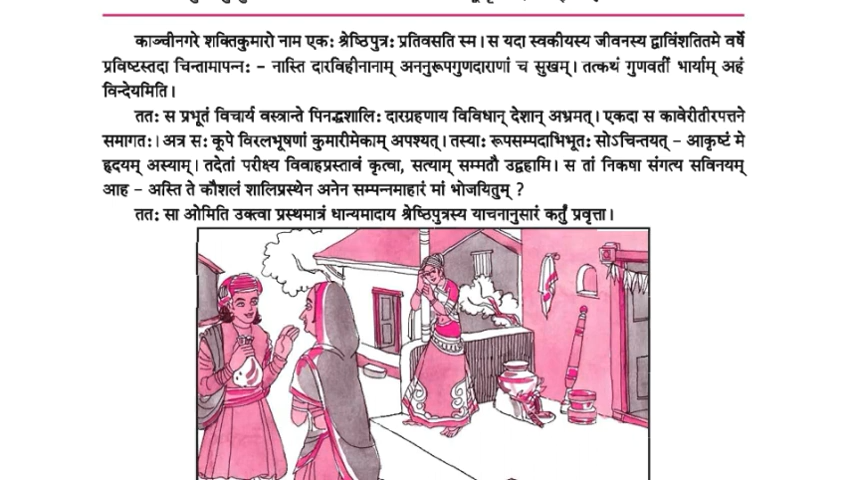 काञ्चीनगरे शक्तिकुमारो नाम एक: श्रेष्ठिपुत्र: प्रतिवसति स्म। स यदा स्वकीयस्य जीवनस्य द्वाविंशतितमे वर्षे
प्रविष्टस्तदा चिन्तामापन्न: – नास्ति दारविहीनानाम् अननुरूपगुणदाराणां च सुखम्। तत्कथं गुणवतीं भार्याम् अहं
विन्देयमिति।
तत: स प्रभूतं विचार्य वस्त्रान्ते पिनद्धशालि: दारग्रहणाय विविधान् देशान् अभ्रमत्। एकदा स कावेरीतीरपत्तने
समागत:। अत्र स: कूपे विरलभूषणां कुमारीमेकाम् अपश्यत्। तस्या: रूपसम्पदाभिभूत: सोऽचिन्तयत् – आकृष्टं मे
हृदयम् अस्याम्। तदेतां परीक्ष्य विवाहप्रस्तावं कृत्वा, सत्याम् सम्मतौ उद्वहामि। स तां निकषा संगत्य सविनयम्
आह – अस्ति ते कौशलं शालिप्रस्थेन अनेन सम्पन्नमाहारं मां भोजयितुम् ?
तत: सा ओमिति उक्त्वा प्रस्थमात्रं धान्यमादाय श्रेष्ठिपुत्रस्य याचनानुसारं कर्तुं प्रवृत्ता।